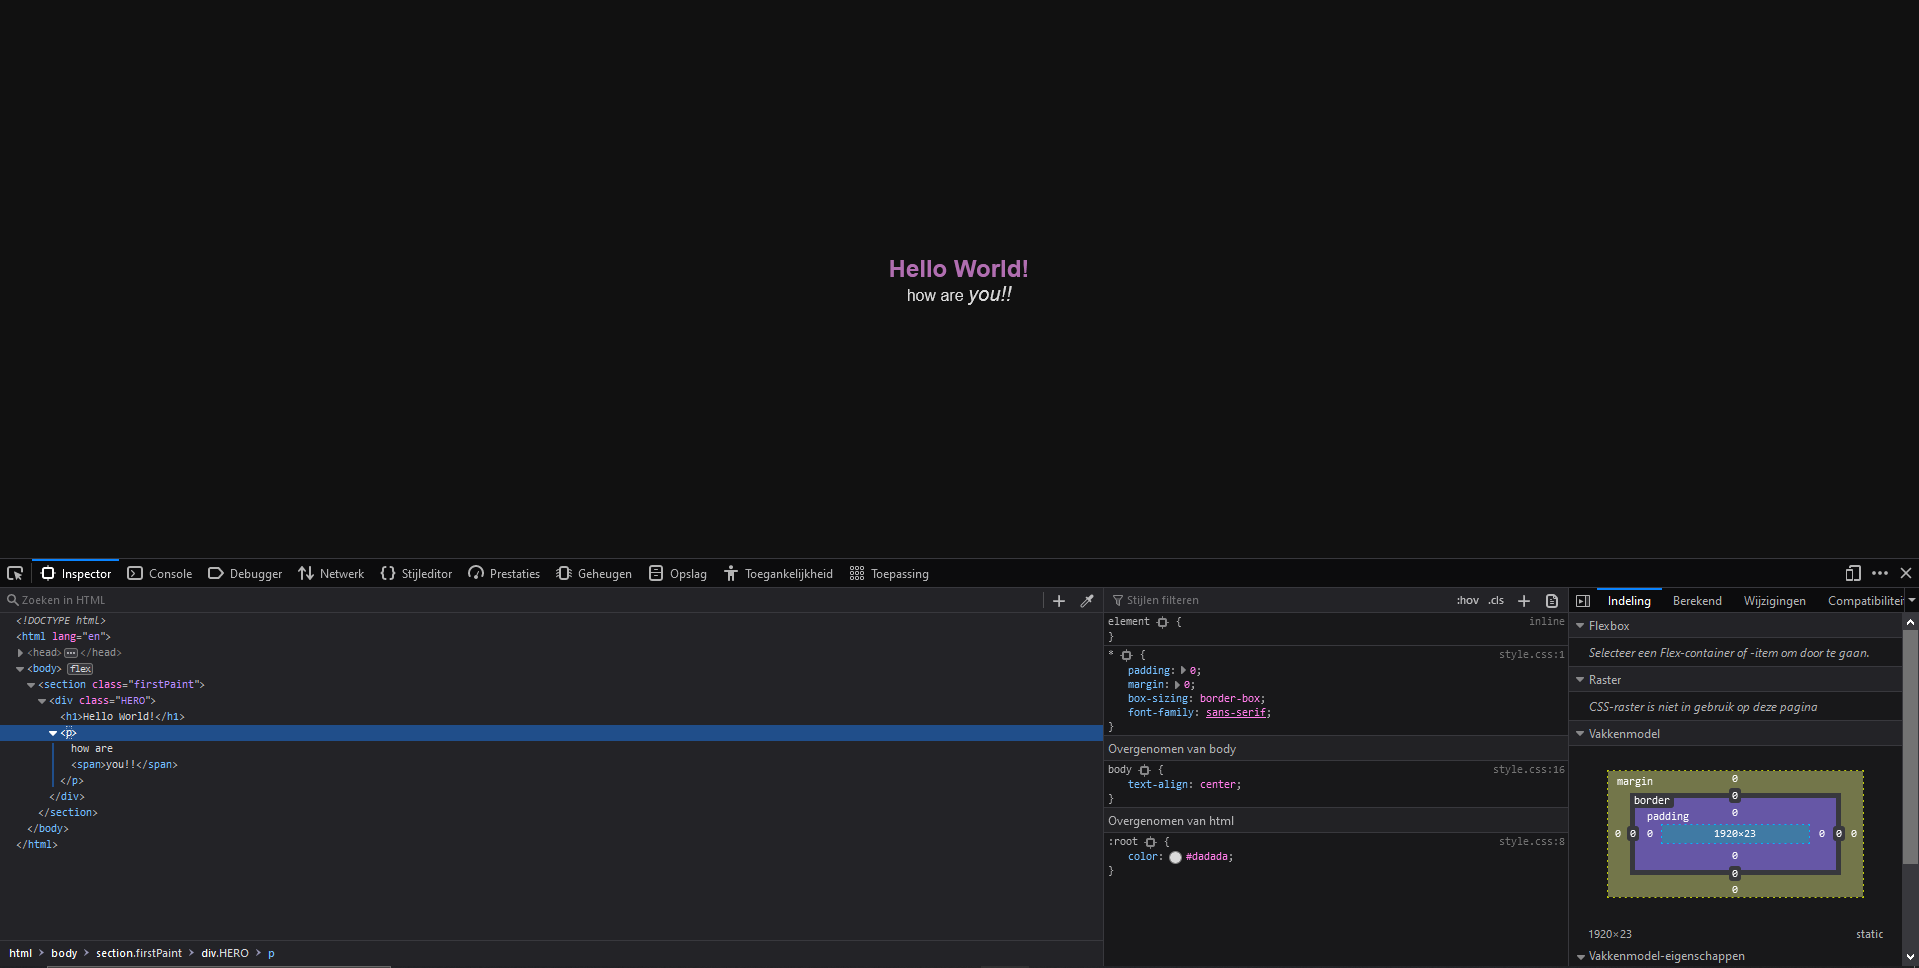 Hello World!
how are you!!
Inspector Console Debugger Netwerk Stijleditor Prestaties Geheugen Opslag Toegankelijkheid Toepassing
Zoeken in HTML
<!DOCTYPE html>
<html lang="en">
<head> ••• </head>
<body> flex
<section class="firstPaint">
<div class="HERO">
<h1>Hello World!</h1>
<p>
how are
<span>you!!</span>
</p>
</div>
</section>
</body>
</html>
html > body > section.firstPaint > div.HERO > p
Stijlen filteren :hov .cls
element { inline
}
* { style.css:1
padding: 0;
margin: 0;
box-sizing: border-box;
font-family: sans-serif;
}
Overgenomen van body
body { style.css:16
text-align: center;
}
Overgenomen van html
:root { style.css:8
color: #dadada;
}
Indeling Berekend Wijzigingen Compatibiliteit
Flexbox
Selecteer een Flex-container of -item om door te gaan.
Raster
CSS-raster is niet in gebruik op deze pagina
Vakkenmodel
margin 0
border 0
padding 0
0 0 0 1920×23 0 0 0
0
0
0
1920×23 static
Vakkenmodel-eigenschappen